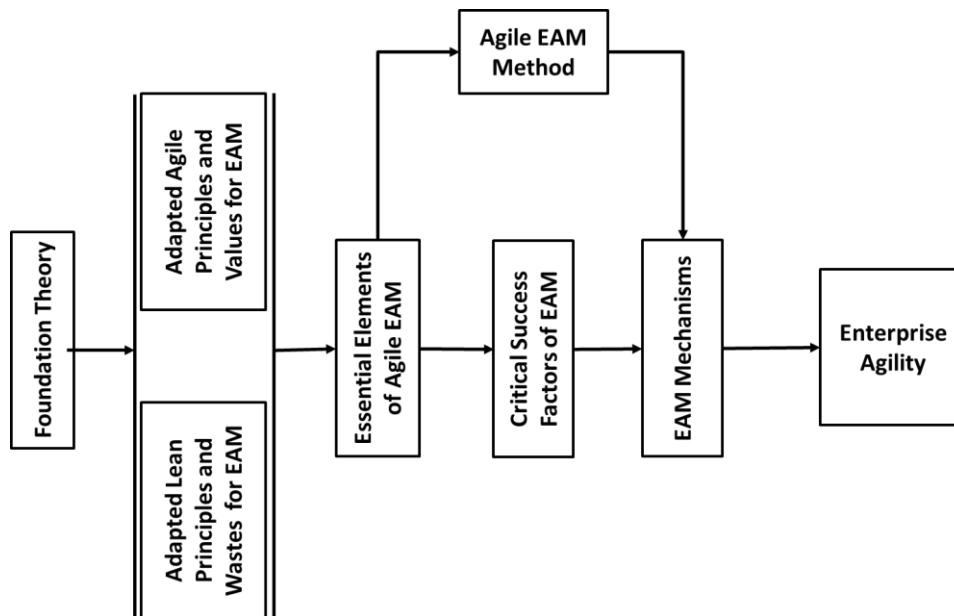 Foundation Theory
Adapted Agile
Principles and
Values for EAM
Adapted Lean
Principles and
Wastes for EAM
Essential Elements
of Agile EAM
Agile EAM
Method
Critical Success
Factors of EAM
EAM Mechanisms
Enterprise
Agility